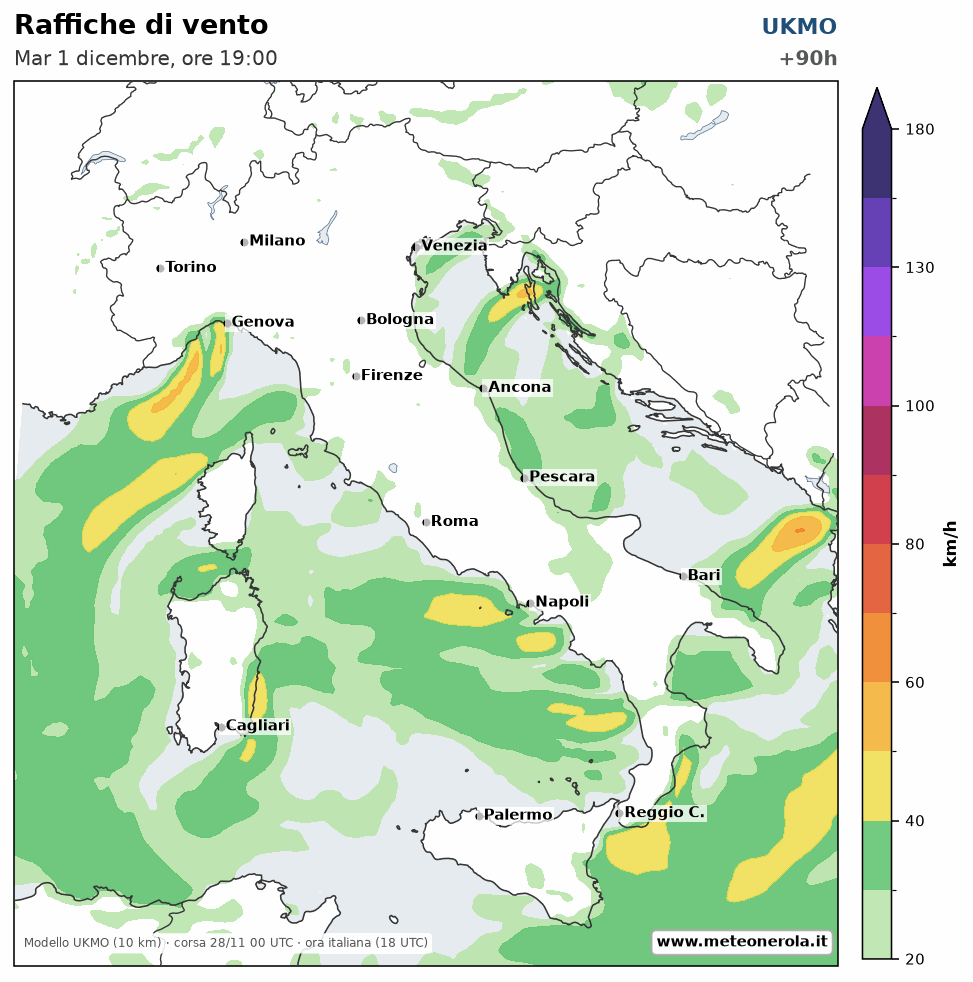 Raffiche di vento
UKMO
Mar 1 dicembre, ore 19:00
+90h
Milano
Venezia
Torino
Genova
Bologna
Firenze
Ancona
Pescara
Roma
Bari
Napoli
Cagliari
Palermo
Reggio C.
Modello UKMO (10 km) · corsa 28/11 00 UTC · ora italiana (18 UTC)
www.meteonerola.it
180
130
100
80
60
40
20
km/h